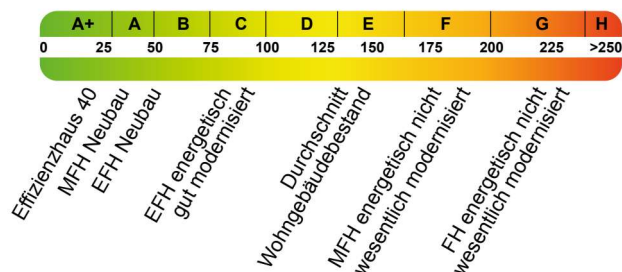 A+ A B C D E F G H
0 25 50 75 100 125 150 175 200 225 >250
Effizienzhaus 40
MFH Neubau
EFH Neubau
EFH energetisch
gut modernisiert
Durchschnitt
Wohngebäudebestand
MFH energetisch nicht
wesentlich modernisiert
FH energetisch nicht
wesentlich modernisiert